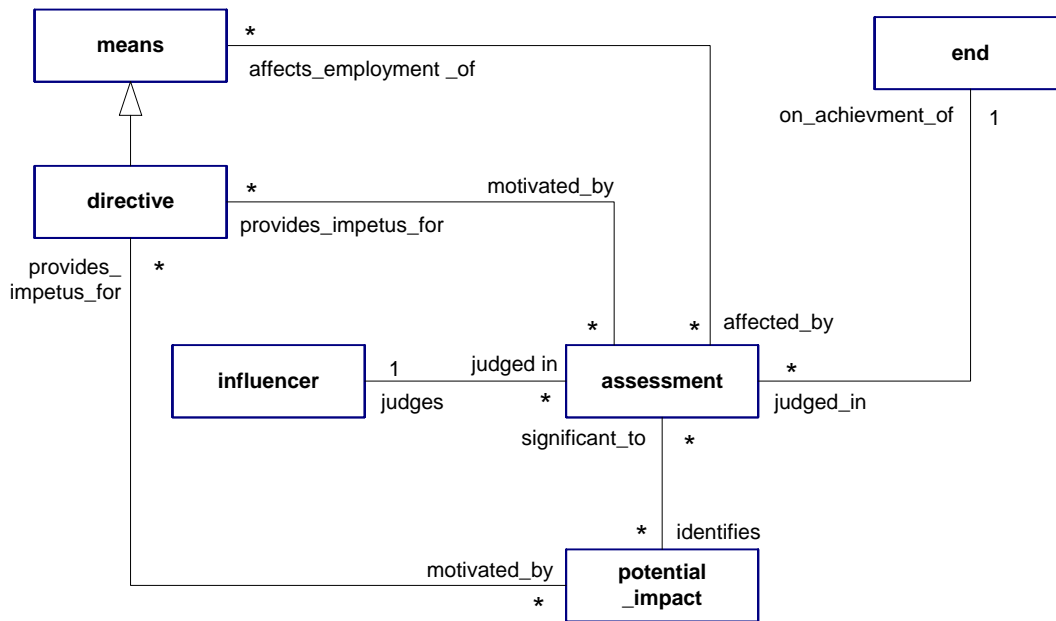 means
*
affects_employment _of
end
on_achievment_of
1
directive
*
motivated_by
provides_impetus_for
provides_
impetus_for
*
*
*
affected_by
influencer
1
judges
judged in
*
assessment
*
judged_in
significant_to
*
*
identifies
motivated_by
*
potential
_impact